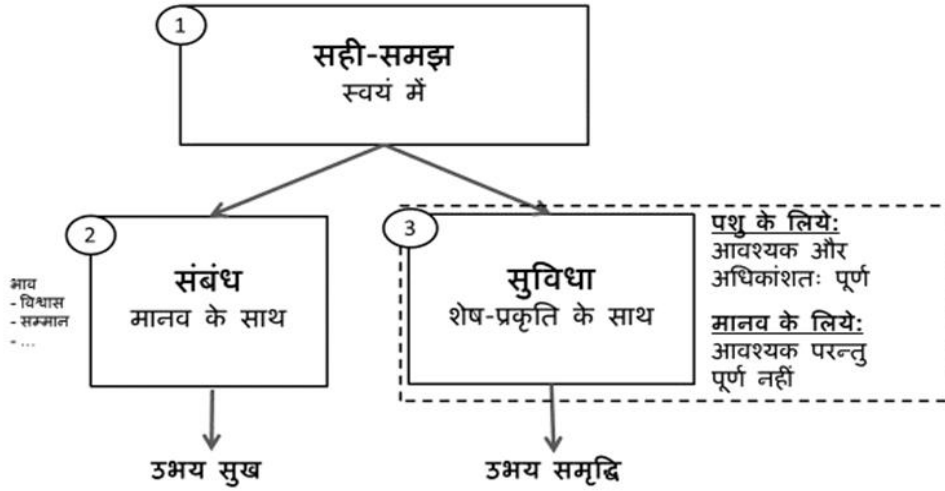 1
सही-समझ
स्वयं में
2
संबंध
मानव के साथ
भाव
- विश्वास
- सम्मान
- ...
3
सुविधा
शेष-प्रकृति के साथ
पशु के लिये:
आवश्यक और
अधिकांशतः पूर्ण
मानव के लिये:
आवश्यक परन्तु
पूर्ण नहीं
उभय सुख
उभय समृद्धि